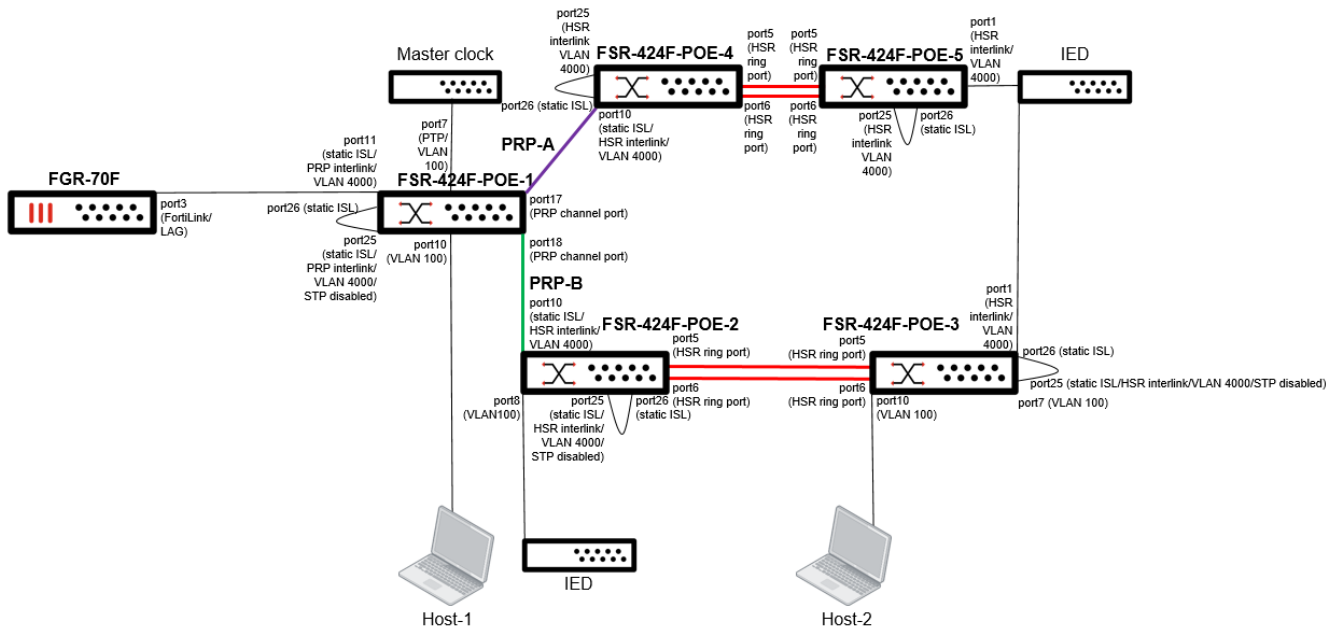 port25
(HSR
interlink
VLAN
4000)
port5
(HSR
ring
port)
port5
(HSR
ring
port)
port1
(HSR
interlink/
VLAN
4000)
Master clock
FSR-424F-POE-4
FSR-424F-POE-5
IED
port26 (static ISL)
port10
(static ISL/
HSR interlink/
VLAN 4000)
port6
(HSR
ring
port)
port6
(HSR
ring
port)
port25
(HSR
interlink
VLAN
4000)
port26
(static ISL)
port7
(PTP/
VLAN
100)
PRP-A
port11
(static ISL/
PRP interlink/
VLAN 4000)
FGR-70F
FSR-424F-POE-1
port3
(FortiLink/
LAG)
port26 (static ISL)
port17
(PRP channel port)
port25
(static ISL/
PRP interlink/
VLAN 4000/
STP disabled)
port10
(VLAN 100)
port18
(PRP channel port)
PRP-B
port10
(static ISL/
HSR interlink/
VLAN 4000)
FSR-424F-POE-2
FSR-424F-POE-3
port1
(HSR
interlink/
VLAN
4000)
port5
(HSR ring port)
port5
(HSR ring port)
port26 (static ISL)
port25 (static ISL/HSR interlink/VLAN 4000/STP disabled)
port7 (VLAN 100)
port8
(VLAN100)
port25
(static ISL/
HSR interlink/
VLAN 4000/
STP disabled)
port26
(static ISL)
port6
(HSR ring port)
port6
(HSR ring port)
port10
(VLAN 100)
IED
Host-1
Host-2